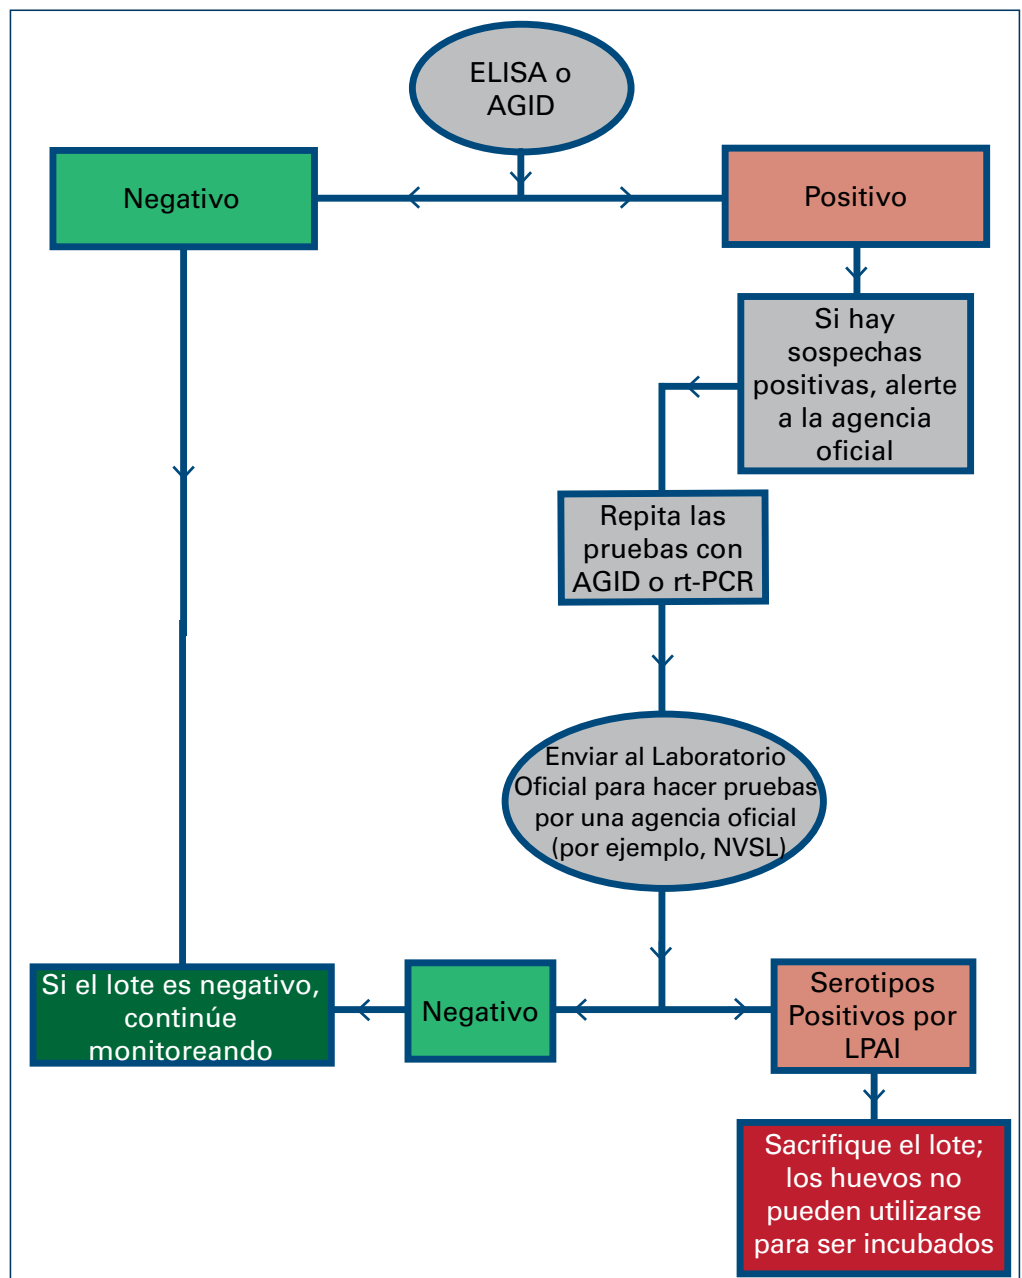 ELISA o
AGID
Negativo
Positivo
Si hay
sospechas
positivas, alerte
a la agencia
oficial
Repita las
pruebas con
AGID o rt-PCR
Enviar al Laboratorio
Oficial para hacer pruebas
por una agencia oficial
(por ejemplo, NVSL)
Si el lote es negativo,
continúe
monitoreando
Negativo
Serotipos
Positivos por
LPAI
Sacrifique el lote;
los huevos no
pueden utilizarse
para ser incubados